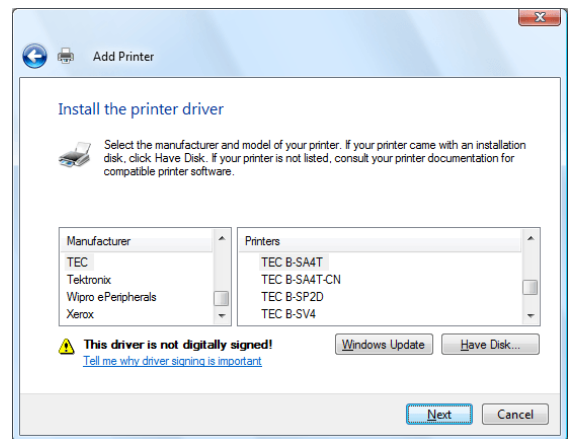 Add Printer
Install the printer driver
Select the manufacturer and model of your printer. If your printer came with an installation
disk, click Have Disk. If your printer is not listed, consult your printer documentation for
compatible printer software.
Manufacturer
TEC
Tektronix
Wipro ePeripherals
Xerox
Printers
TEC B-SA4T
TEC B-SA4T-CN
TEC B-SP2D
TEC B-SV4
This driver is not digitally signed!
Tell me why driver signing is important
Windows Update
Have Disk...
Next
Cancel